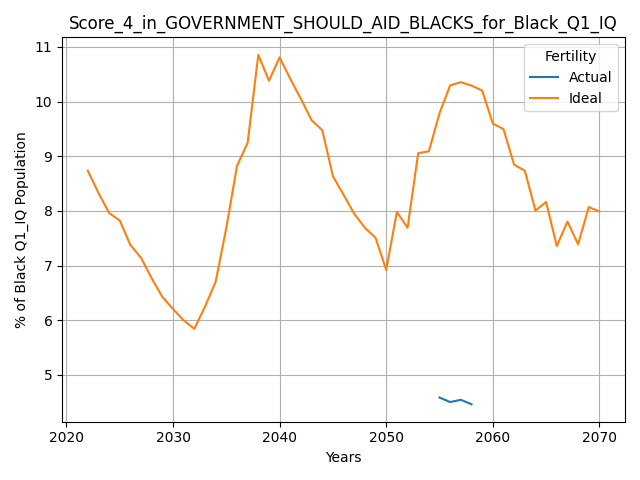 Score_4_in_GOVERNMENT_SHOULD_AID_BLACKS_for_Black_Q1_IQ
% of Black Q1_IQ Population
11
10
9
8
7
6
5
Fertility
Actual
Ideal
2020 2030 2040 2050 2060 2070
Years